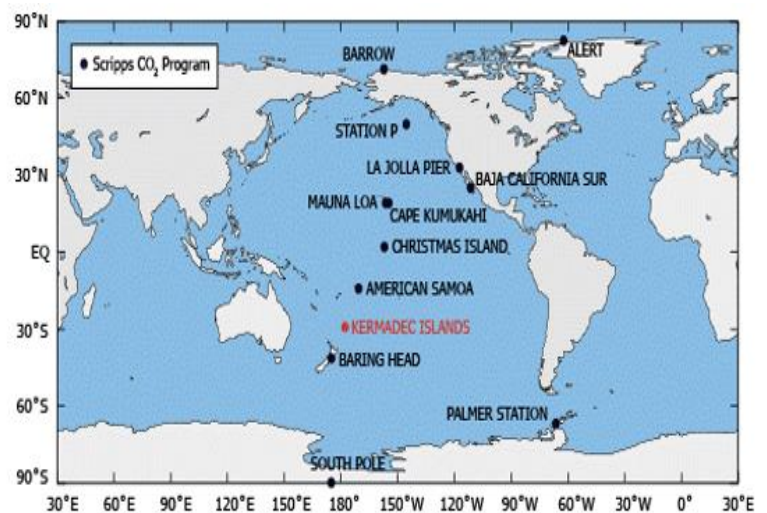 90°N
60°N
30°N
EQ
30°S
60°S
90°S
Scripps CO₂ Program
BARROW
ALERT
STATION P
LA JOLLA PIER
BAJA CALIFORNIA SUR
MAUNA LOA
CAPE KUMUKAHI
CHRISTMAS ISLAND
AMERICAN SAMOA
KERMADEC ISLANDS
BARING HEAD
PALMER STATION
SOUTH POLE
30°E 60°E 90°E 120°E 150°E 180° 150°W 120°W 90°W 60°W 30°W 0° 30°E